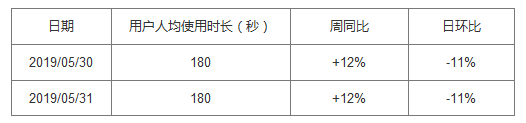 日期 用户人均使用时长（秒） 周同比 日环比
2019/05/30 180 +12% -11%
2019/05/31 180 +12% -11%